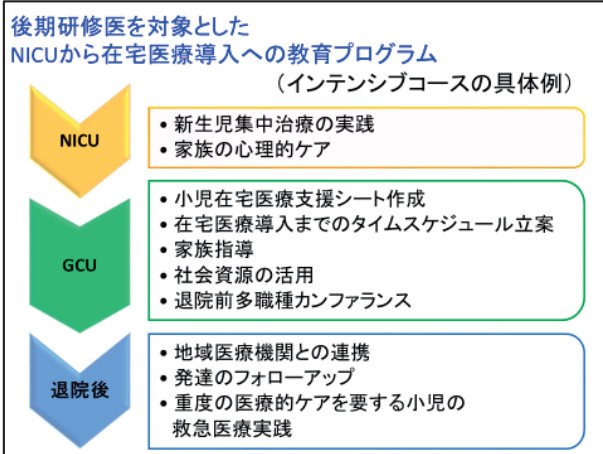 後期研修医を対象とした
NICUから在宅医療導入への教育プログラム
（インテンシブコースの具体例）
NICU
• 新生児集中治療の実践
• 家族の心理的ケア
GCU
• 小児在宅医療支援シート作成
• 在宅医療導入までのタイムスケジュール立案
• 家族指導
• 社会資源の活用
• 退院前多職種カンファランス
退院後
• 地域医療機関との連携
• 発達のフォローアップ
• 重度の医療的ケアを要する小児の
救急医療実践